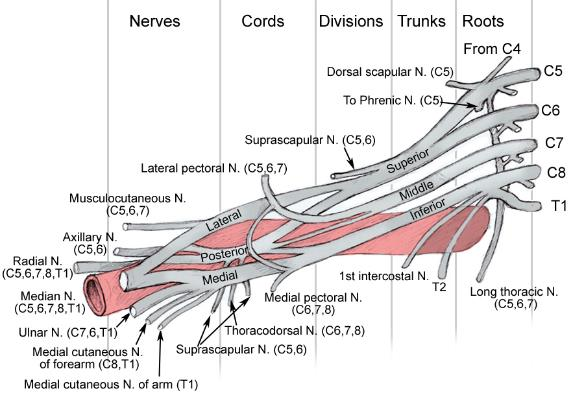 Nerves
Cords
Divisions
Trunks
Roots
From C4
Dorsal scapular N. (C5)
C5
To Phrenic N. (C5)
C6
Suprascapular N. (C5,6)
C7
Superior
Lateral pectoral N. (C5,6,7)
C8
Middle
Musculocutaneous N.
(C5,6,7)
T1
Inferior
Lateral
Axillary N.
(C5,6)
Posterior
Radial N.
(C5,6,7,8,T1)
Medial
1st intercostal N.
T2
Median N.
(C5,6,7,8,T1)
Medial pectoral N.
(C6,7,8)
Long thoracic N.
(C5,6,7)
Ulnar N. (C7,6,T1)
Thoracodorsal N. (C6,7,8)
Medial cutaneous N.
of forearm (C8,T1)
Suprascapular N. (C5,6)
Medial cutaneous N. of arm (T1)